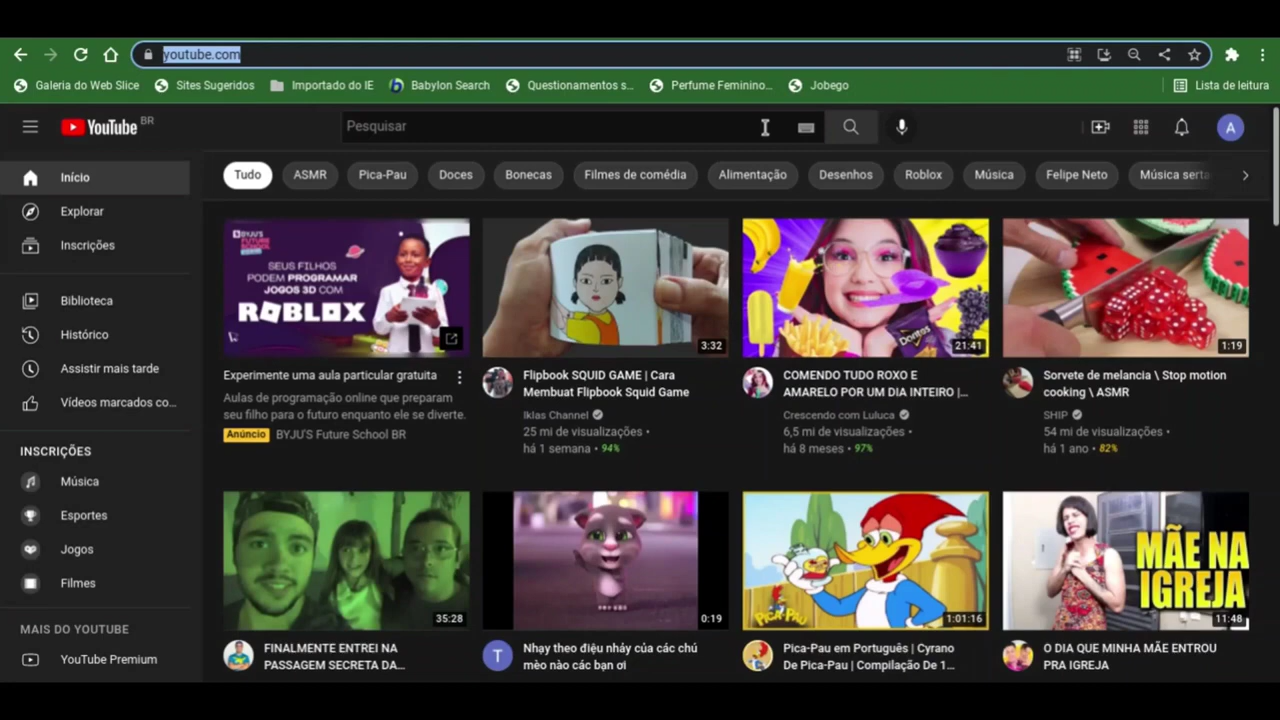 youtube.com
Galeria do Web Slice Sites Sugeridos Importado do IE Babylon Search Questionamentos s... Perfume Feminino... Jobego Lista de leitura
YouTube BR
Pesquisar
A
Tudo ASMR Pica-Pau Doces Bonecas Filmes de comédia Alimentação Desenhos Roblox Música Felipe Neto Música serta
Início
Explorar
Inscrições
Biblioteca
Histórico
Assistir mais tarde
Vídeos marcados co...
INSCRIÇÕES
Música
Esportes
Jogos
Filmes
MAIS DO YOUTUBE
YouTube Premium
BYJU'S
FUTURE
SCHOOL
SEUS FILHOS
PODEM PROGRAMAR
JOGOS 3D COM
ROBLOX
Experimente uma aula particular gratuita
Aulas de programação online que preparam
seu filho para o futuro enquanto ele se diverte.
Anúncio BYJU'S Future School BR
3:32
Flipbook SQUID GAME | Cara
Membuat Flipbook Squid Game
Iklas Channel
25 mi de visualizações •
há 1 semana • 94%
Doritos
21:41
COMENDO TUDO ROXO E
AMARELO POR UM DIA INTEIRO |...
Crescendo com Luluca
6,5 mi de visualizações •
há 8 meses • 97%
1:19
Sorvete de melancia \ Stop motion
cooking \ ASMR
SHIP
54 mi de visualizações •
há 1 ano • 82%
35:28
FINALMENTE ENTREI NA
PASSAGEM SECRETA DA...
0:19
T
Nhạy theo điệu nhảy của các chú
mèo nào các bạn ơi
PICA-PAU
1:01:16
Pica-Pau em Português | Cyrano
De Pica-Pau | Compilação De 1...
MÃE NA
IGREJA
11:48
O DIA QUE MINHA MÃE ENTROU
PRA IGREJA